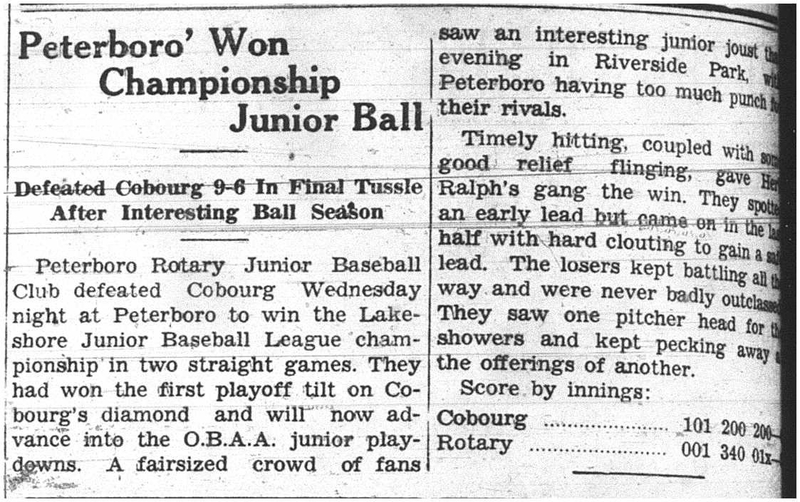 Peterboro' Won
Championship
Junior Ball
Defeated Cobourg 9-6 In Final Tussle
After Interesting Ball Season
Peterboro Rotary Junior Baseball
Club defeated Cobourg Wednesday
night at Peterboro to win the Lake-
shore Junior Baseball League cham-
pionship in two straight games. They
had won the first playoff tilt on Co-
bourg's diamond and will now ad-
vance into the O.B.A.A. junior play-
downs. A fairsized crowd of fans
saw an interesting junior joust
evening in Riverside Park,
Peterboro having too much punch
their rivals.
Timely hitting, coupled with
good relief flinging, gave
Ralph's gang the win. They
an early lead but came on in the
half with hard clouting to gain a
lead. The losers kept battling all
way and were never badly
They saw one pitcher head for
showers and kept pecking away
the offerings of another.
Score by innings:
Cobourg ........................ 101 200 200—
Rotary ........................... 001 340 01x—